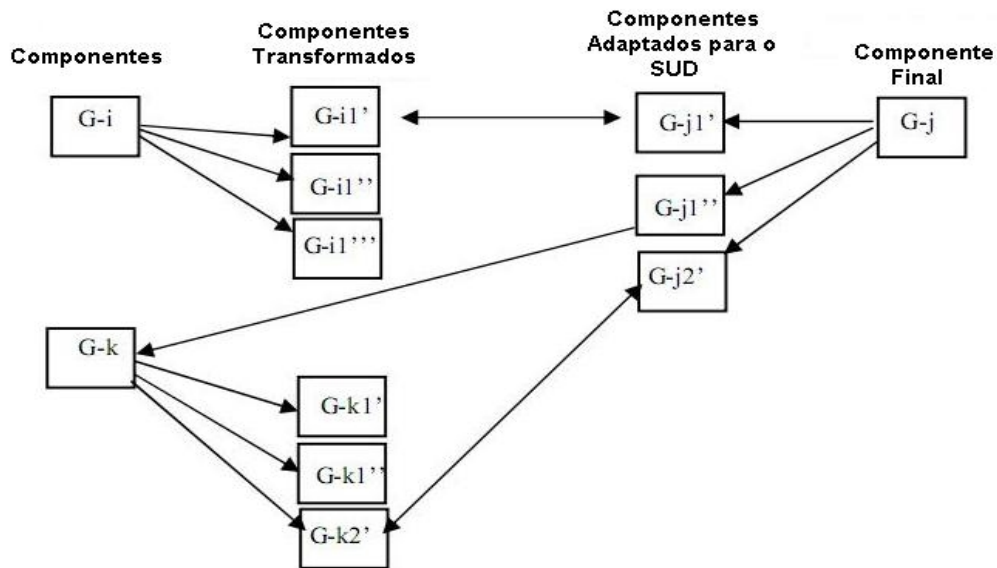 Componentes
Componentes
Transformados
Componentes
Adaptados para o
SUD
Componente
Final
G-i
G-i1’
G-i1’’
G-i1’’’
G-j1’
G-j1’’
G-j2’
G-j
G-k
G-k1’
G-k1’’
G-k2’